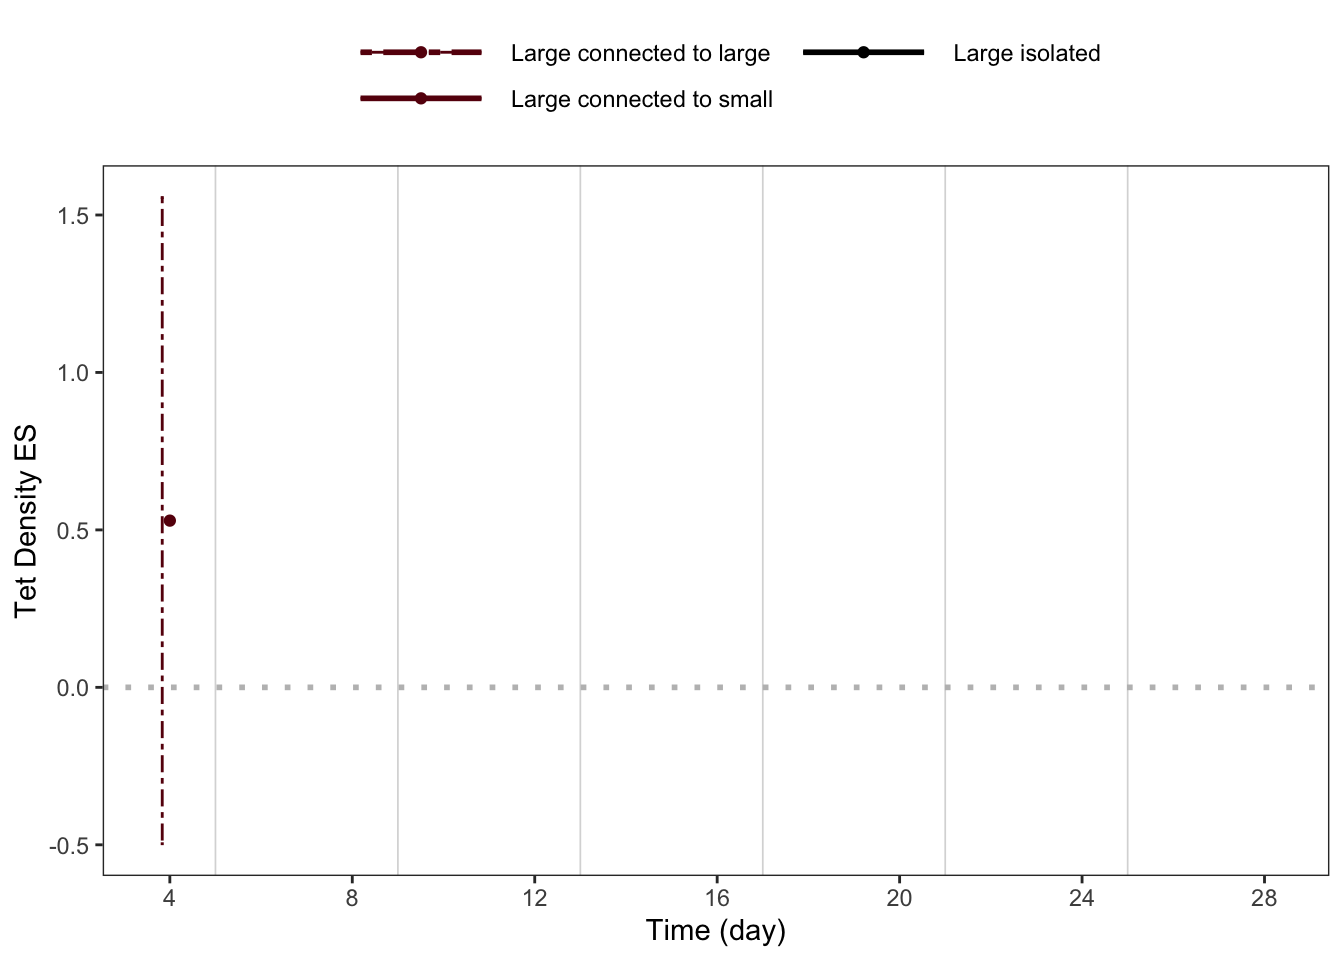 Large connected to large
Large isolated
Large connected to small
Tet Density ES
1.5
1.0
0.5
0.0
-0.5
4 8 12 16 20 24 28
Time (day)